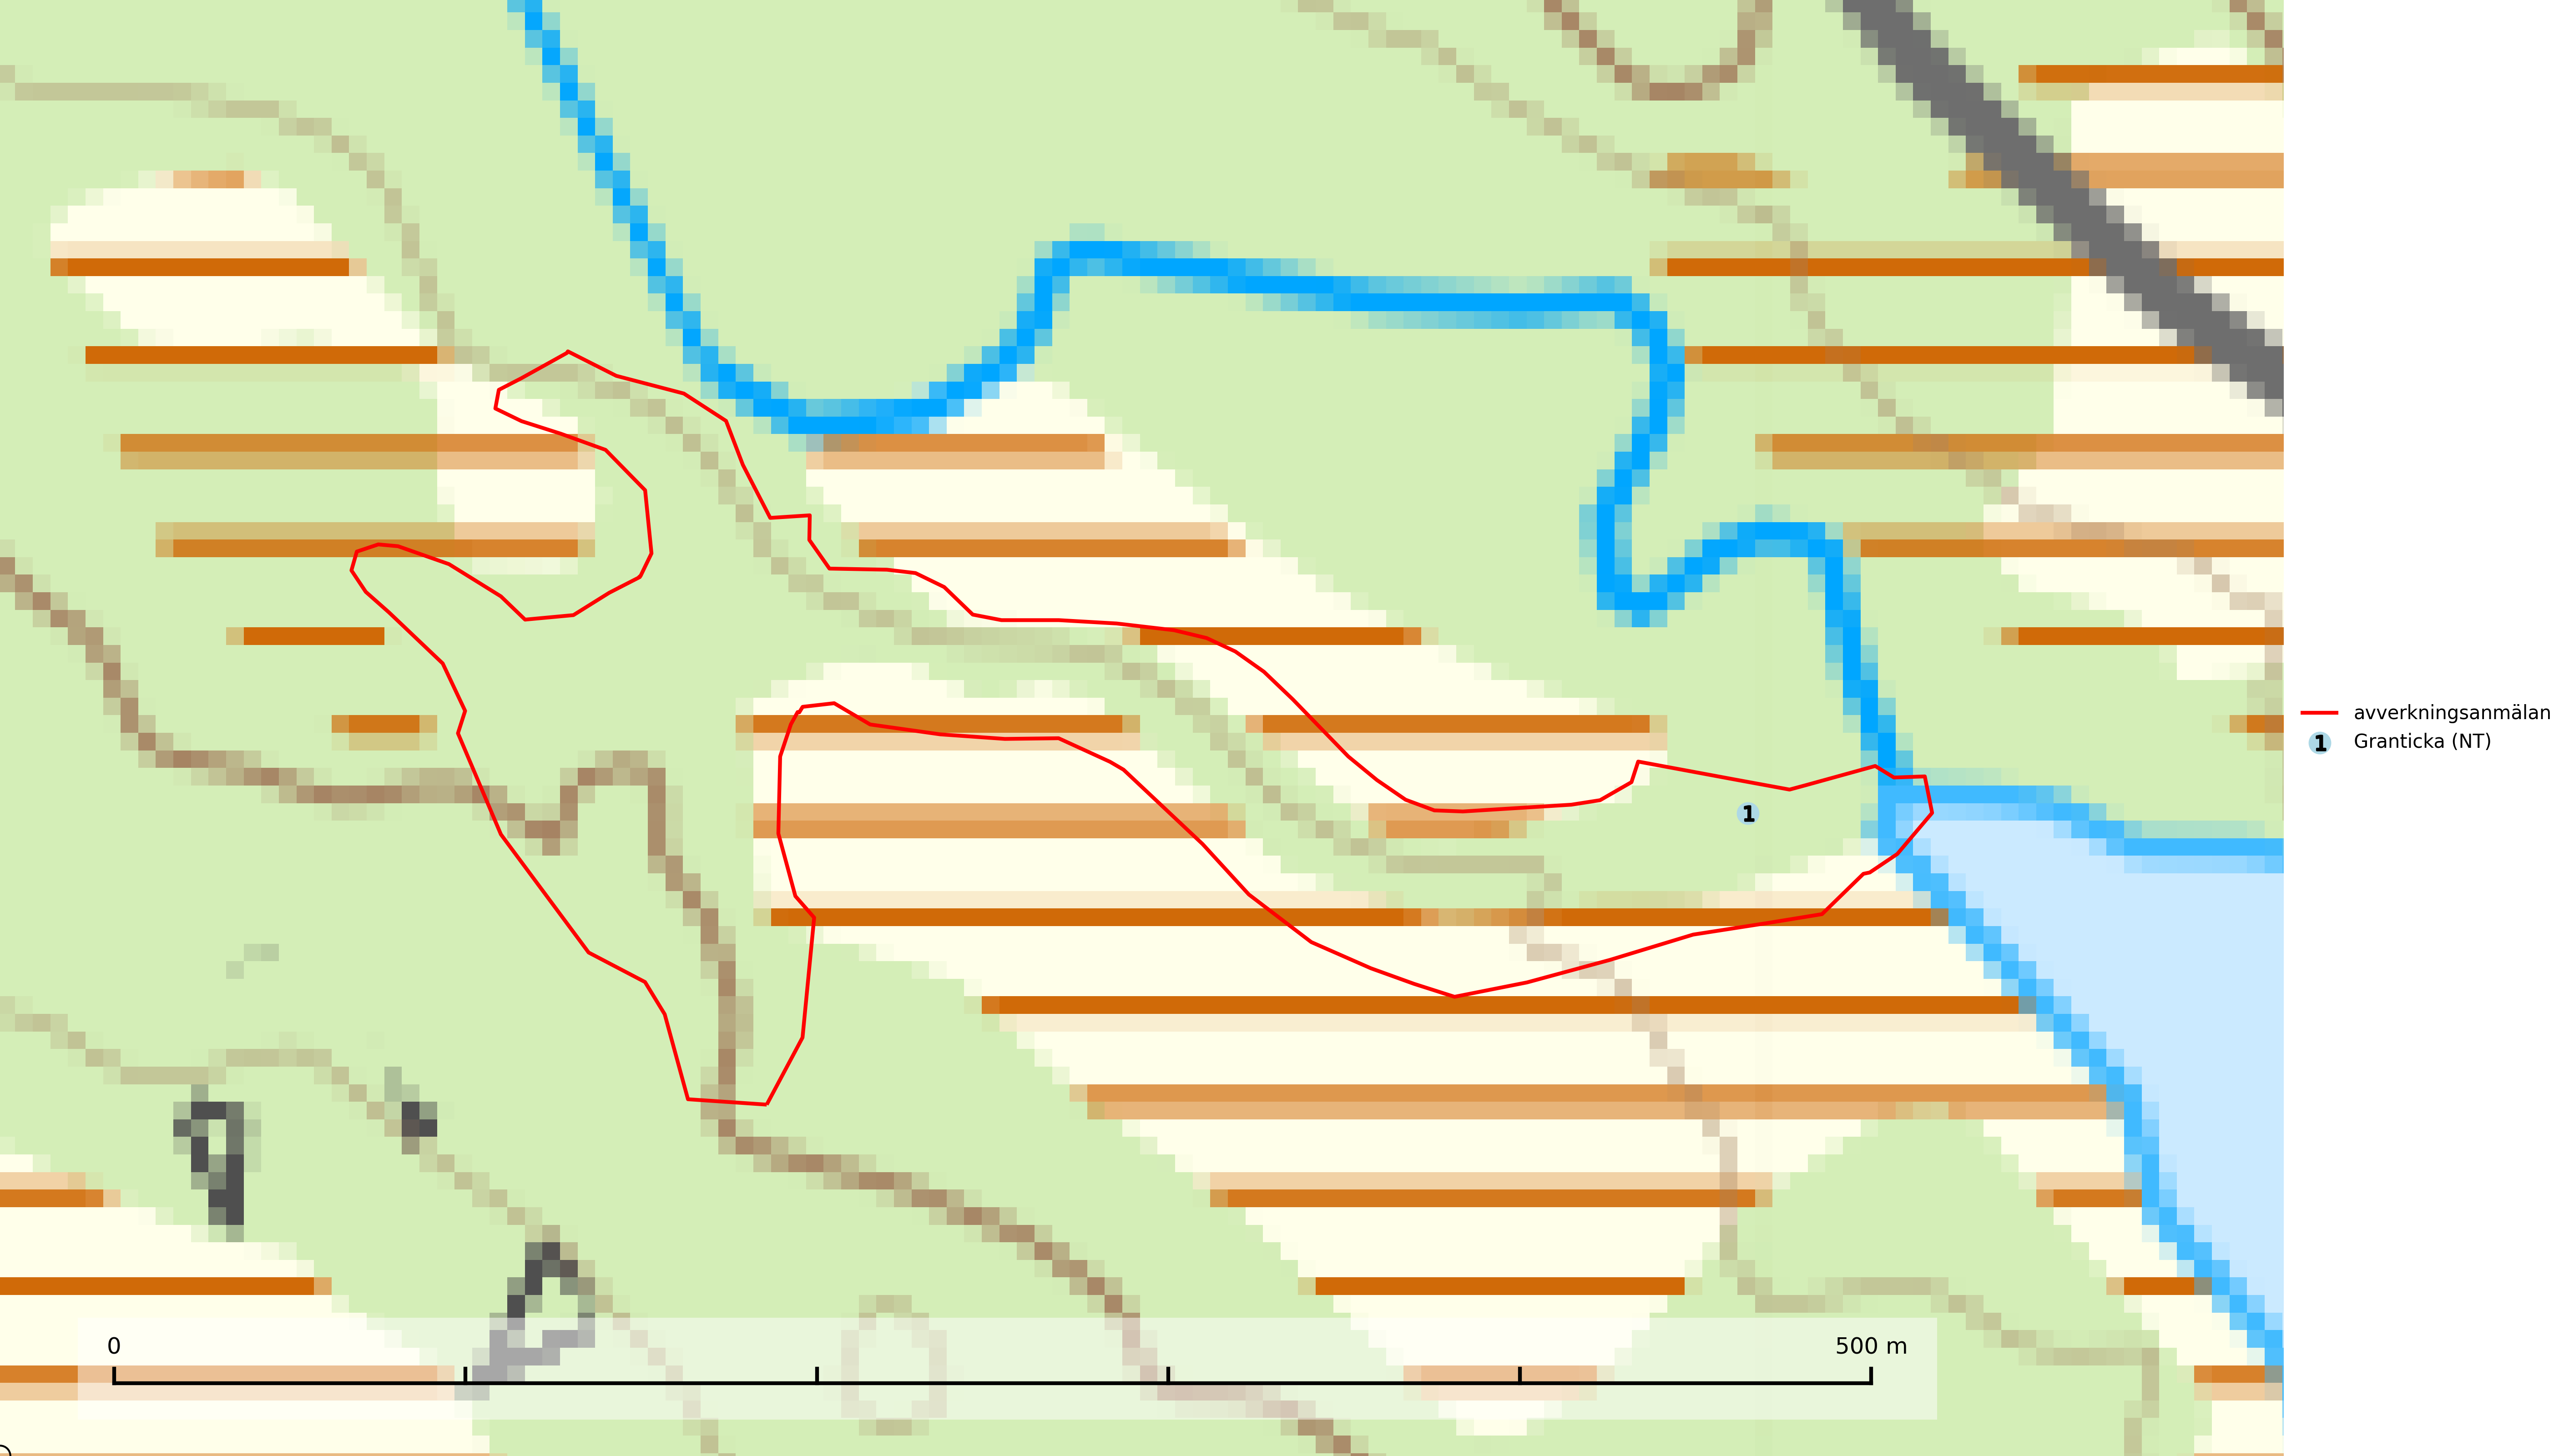 1
avverkningsanmälan
1 Granticka (NT)
0 500 m